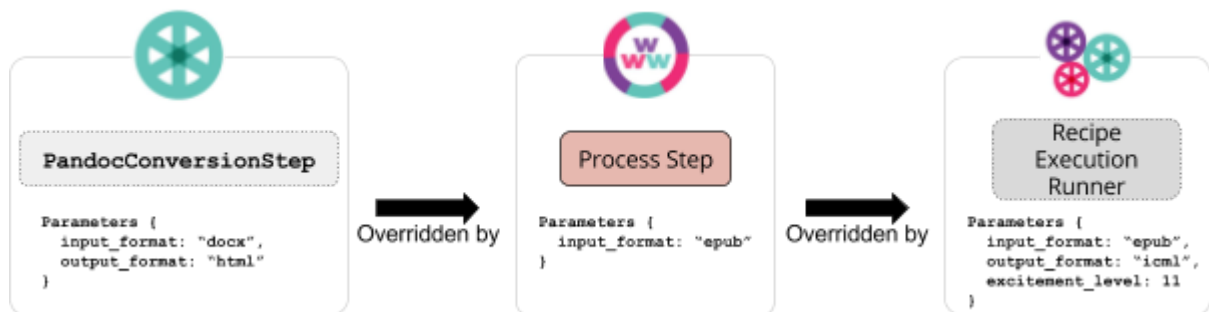 PandocConversionStep
Parameters {
input_format: "docx",
output_format: "html"
}
Overridden by
W
WW
Process Step
Parameters {
input_format: "epub"
}
Overridden by
Recipe
Execution
Runner
Parameters {
input_format: "epub",
output_format: "icml",
excitement_level: 11
}